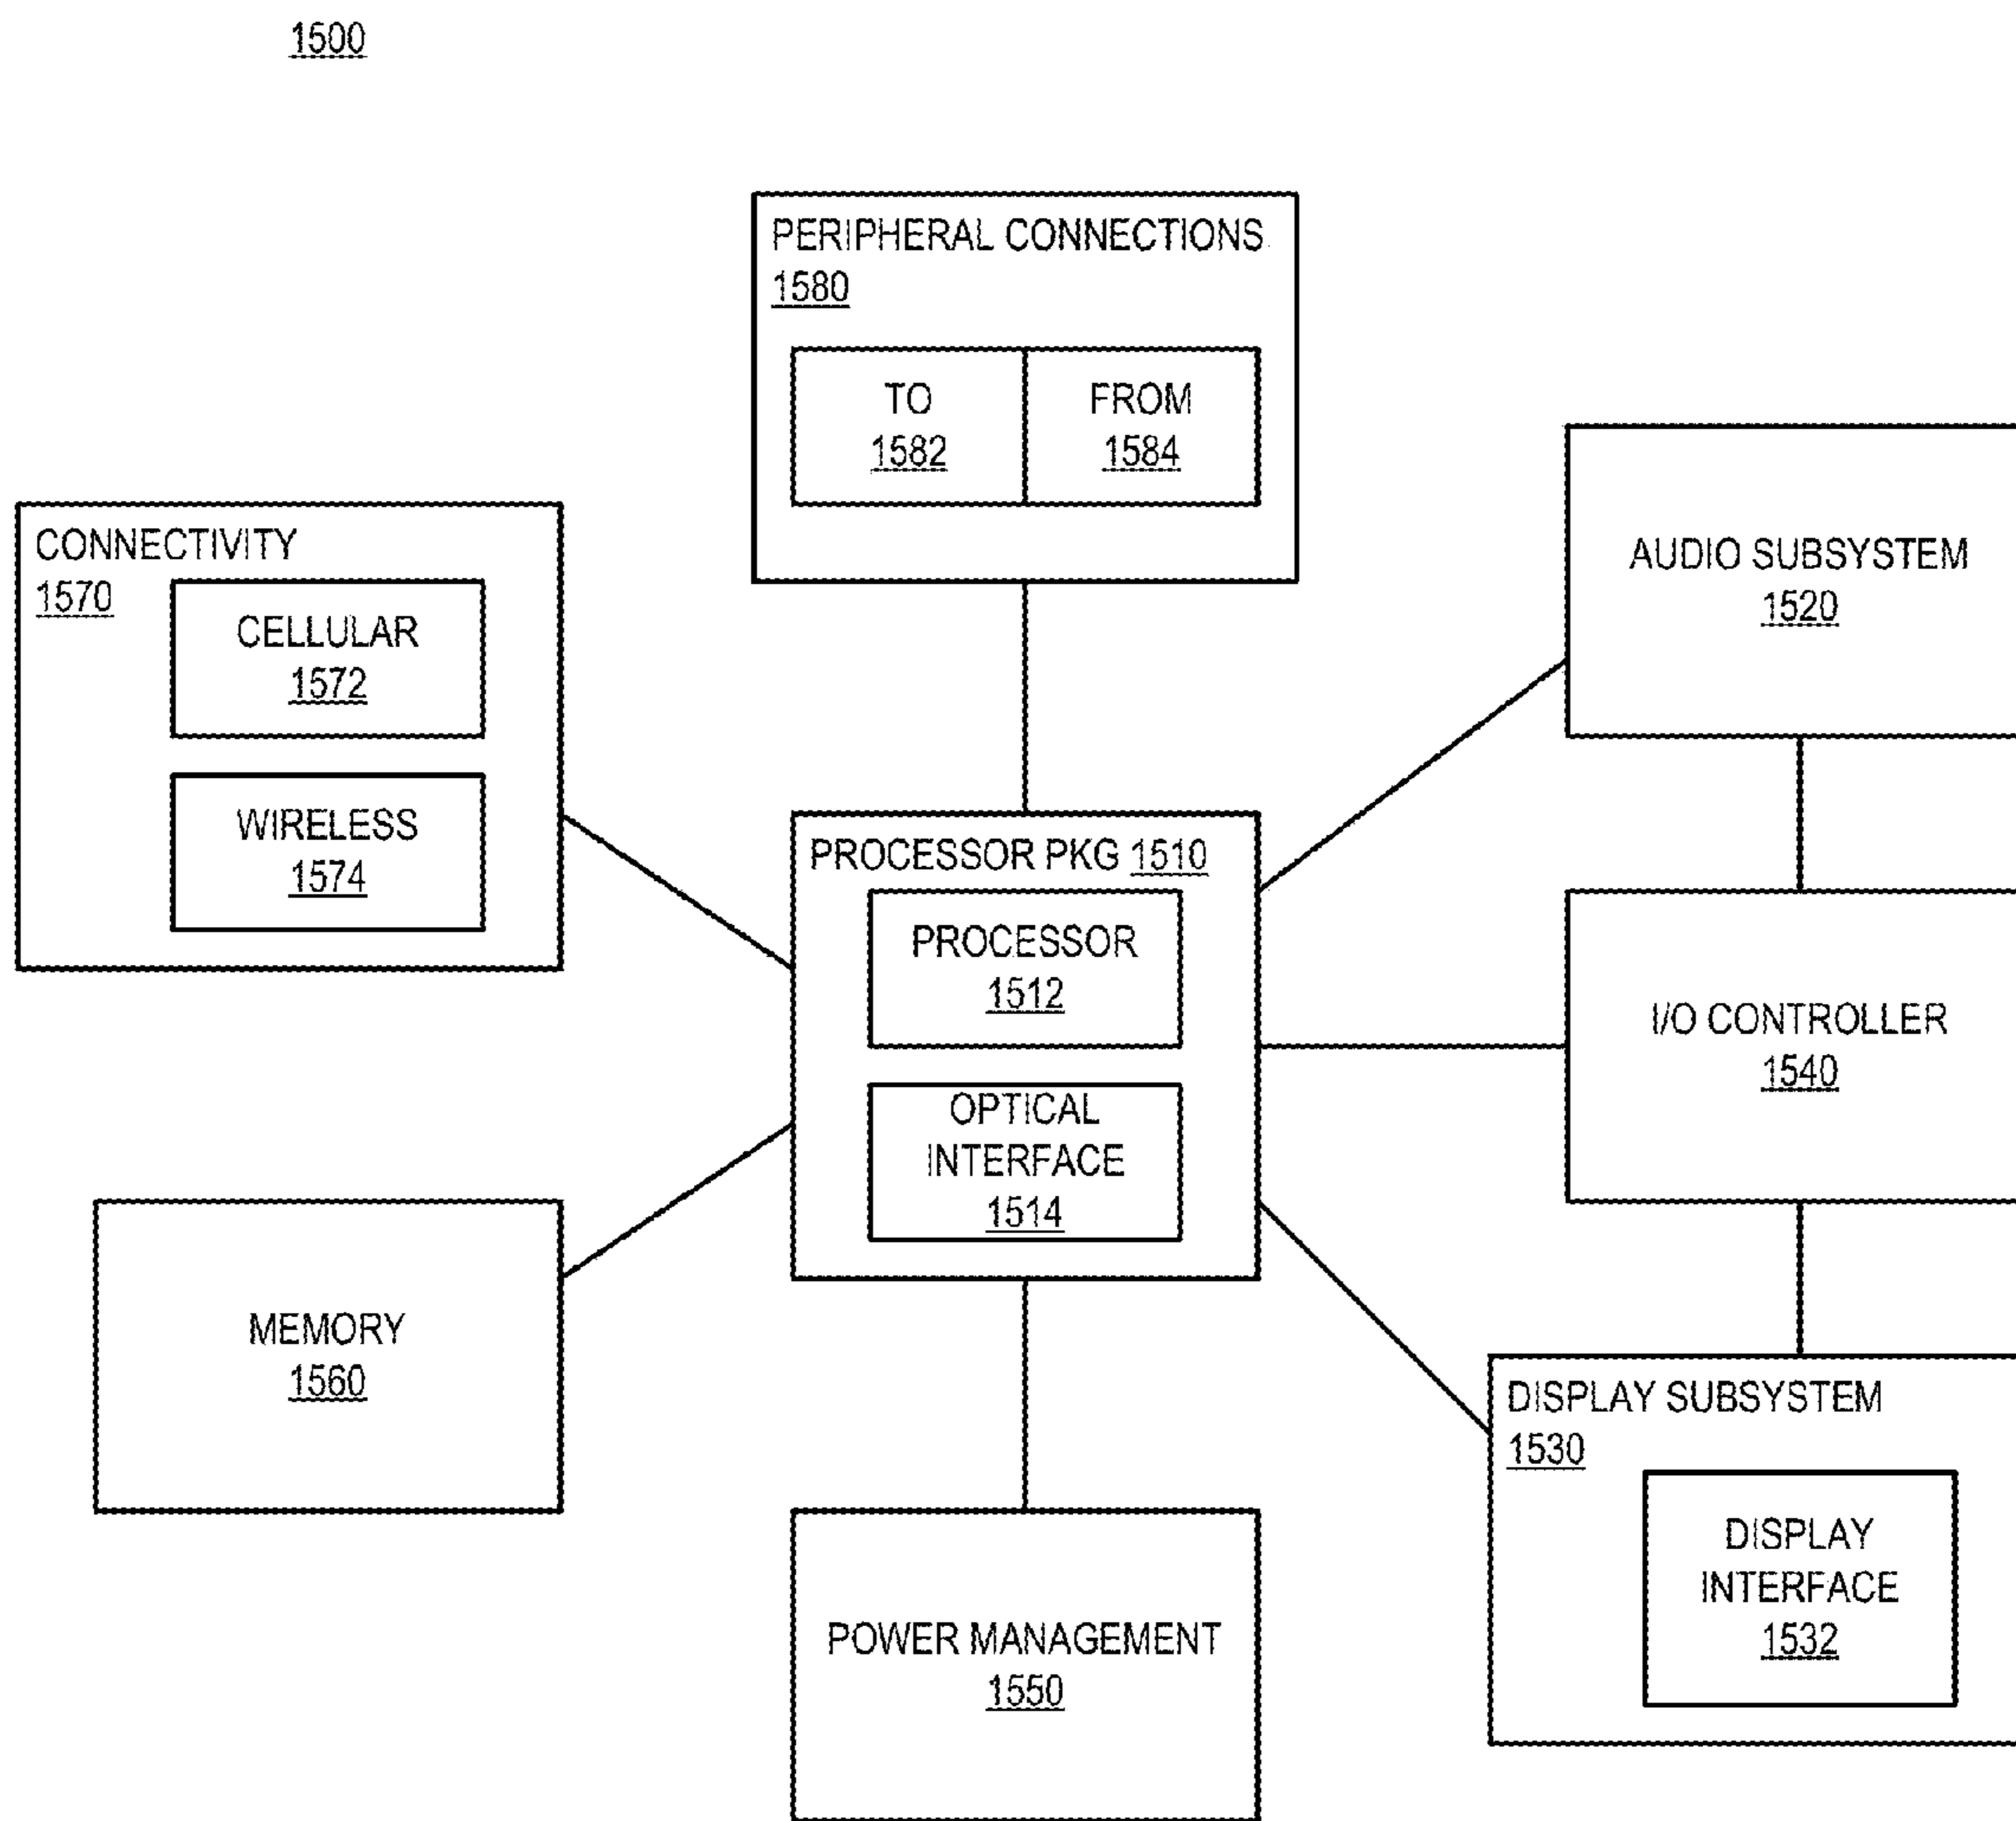 1500
PERIPHERAL CONNECTIONS
1580
TO
1582
FROM
1584
CONNECTIVITY
1570
CELLULAR
1572
WIRELESS
1574
AUDIO SUBSYSTEM
1520
PROCESSOR PKG 1510
PROCESSOR
1512
OPTICAL
INTERFACE
1514
I/O CONTROLLER
1540
MEMORY
1560
DISPLAY SUBSYSTEM
1530
DISPLAY
INTERFACE
1532
POWER MANAGEMENT
1550